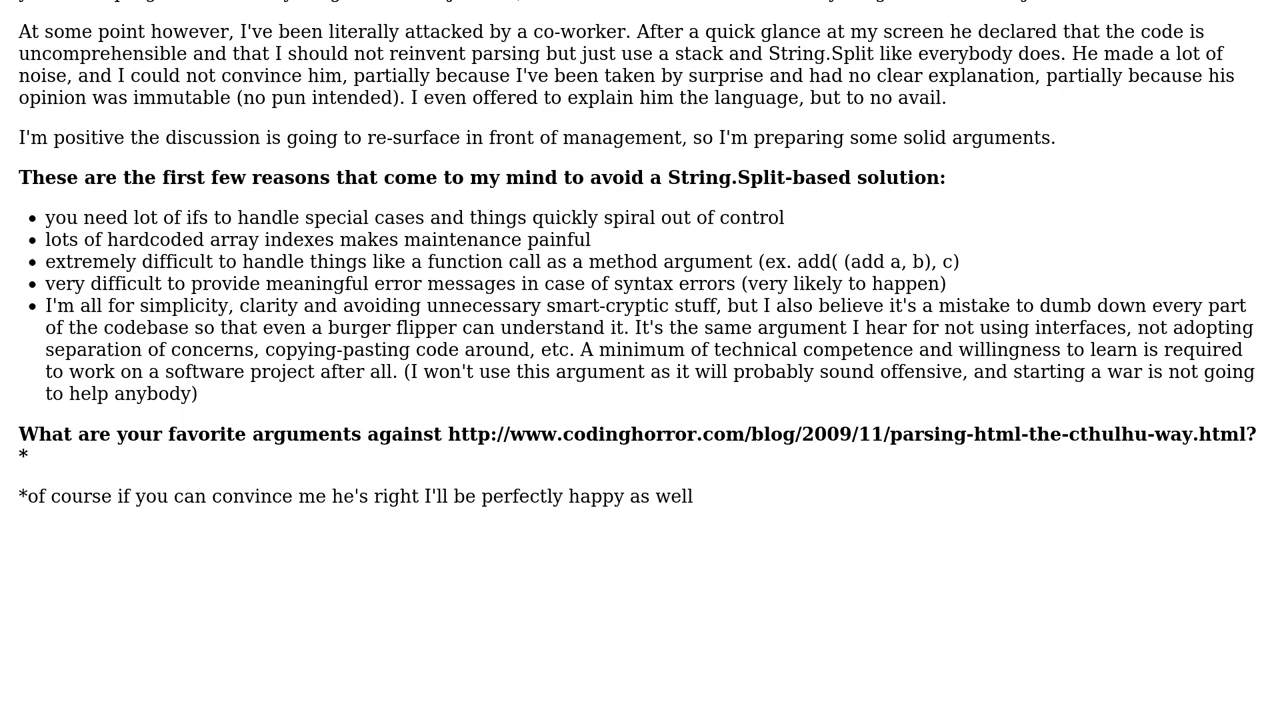 At some point however, I've been literally attacked by a co-worker. After a quick glance at my screen he declared that the code is
uncomprehensible and that I should not reinvent parsing but just use a stack and String.Split like everybody does. He made a lot of
noise, and I could not convince him, partially because I've been taken by surprise and had no clear explanation, partially because his
opinion was immutable (no pun intended). I even offered to explain him the language, but to no avail.
I'm positive the discussion is going to re-surface in front of management, so I'm preparing some solid arguments.
These are the first few reasons that come to my mind to avoid a String.Split-based solution:
• you need lot of ifs to handle special cases and things quickly spiral out of control
• lots of hardcoded array indexes makes maintenance painful
• extremely difficult to handle things like a function call as a method argument (ex. add( (add a, b), c)
• very difficult to provide meaningful error messages in case of syntax errors (very likely to happen)
• I'm all for simplicity, clarity and avoiding unnecessary smart-cryptic stuff, but I also believe it's a mistake to dumb down every part
of the codebase so that even a burger flipper can understand it. It's the same argument I hear for not using interfaces, not adopting
separation of concerns, copying-pasting code around, etc. A minimum of technical competence and willingness to learn is required
to work on a software project after all. (I won't use this argument as it will probably sound offensive, and starting a war is not going
to help anybody)
What are your favorite arguments against http://www.codinghorror.com/blog/2009/11/parsing-html-the-cthulhu-way.html?
*
*of course if you can convince me he's right I'll be perfectly happy as well